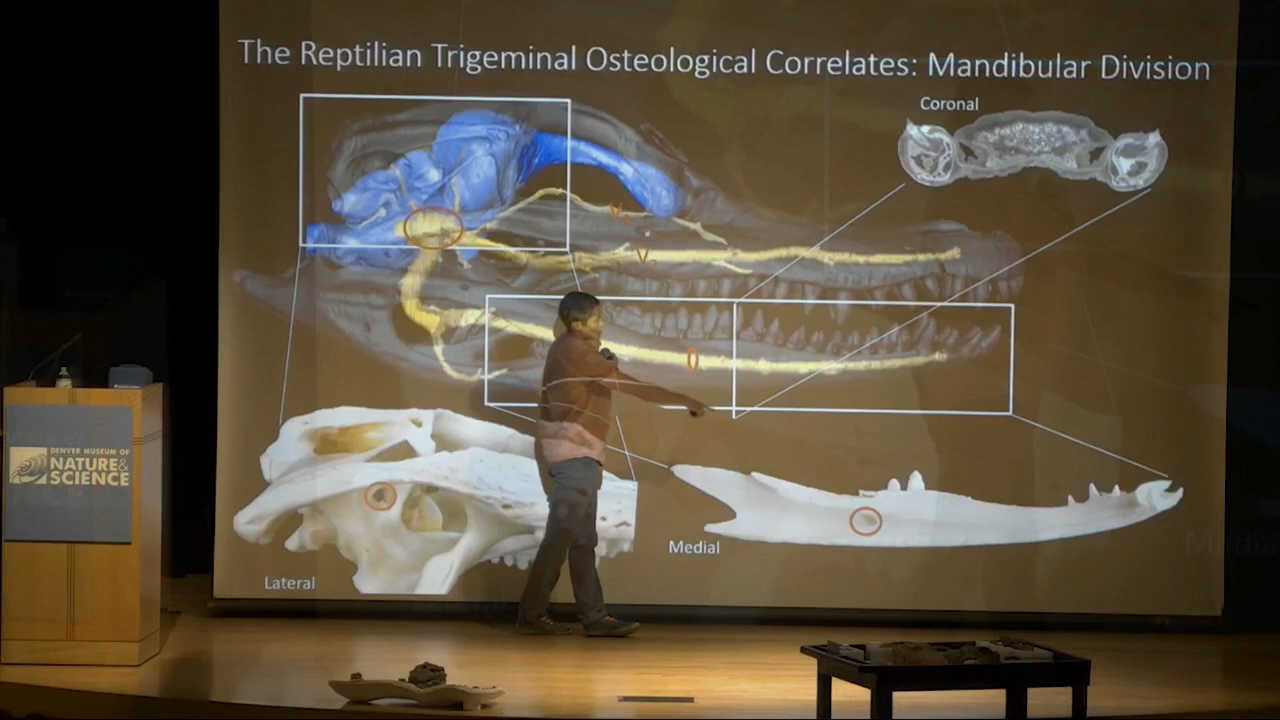 The Reptilian Trigeminal Osteological Correlates: Mandibular Division
Coronal
V
V
DENVER MUSEUM OF
NATURE &
SCIENCE
Medial
Lateral